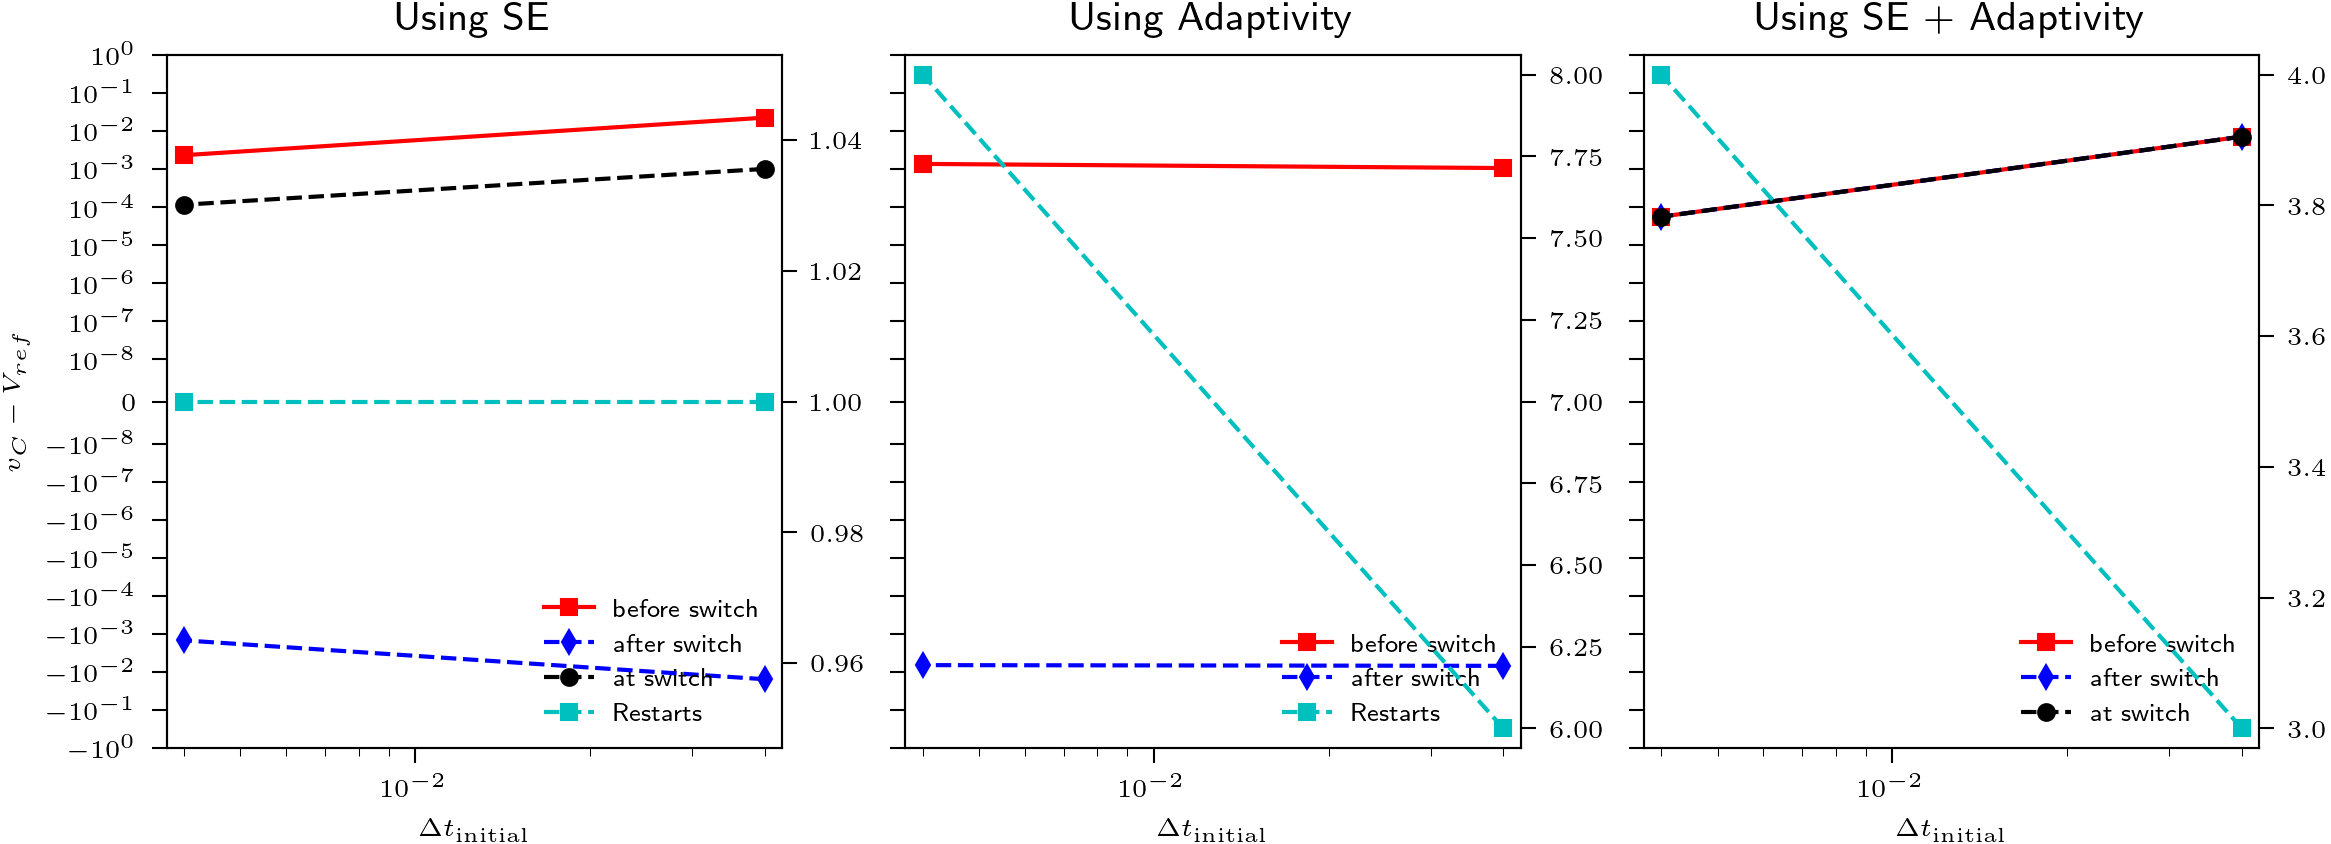 Using SE
Using Adaptivity
Using SE + Adaptivity
v_C − V_ref
10^0
10^−1
10^−2
10^−3
10^−4
10^−5
10^−6
10^−7
10^−8
0
−10^−8
−10^−7
−10^−6
−10^−5
−10^−4
−10^−3
−10^−2
−10^−1
−10^0
1.04
1.02
1.00
0.98
0.96
before switch
after switch
at switch
Restarts
10^−2
Δt_initial
8.00
7.75
7.50
7.25
7.00
6.75
6.50
6.25
6.00
before switch
after switch
Restarts
10^−2
Δt_initial
4.0
3.8
3.6
3.4
3.2
3.0
before switch
after switch
at switch
10^−2
Δt_initial